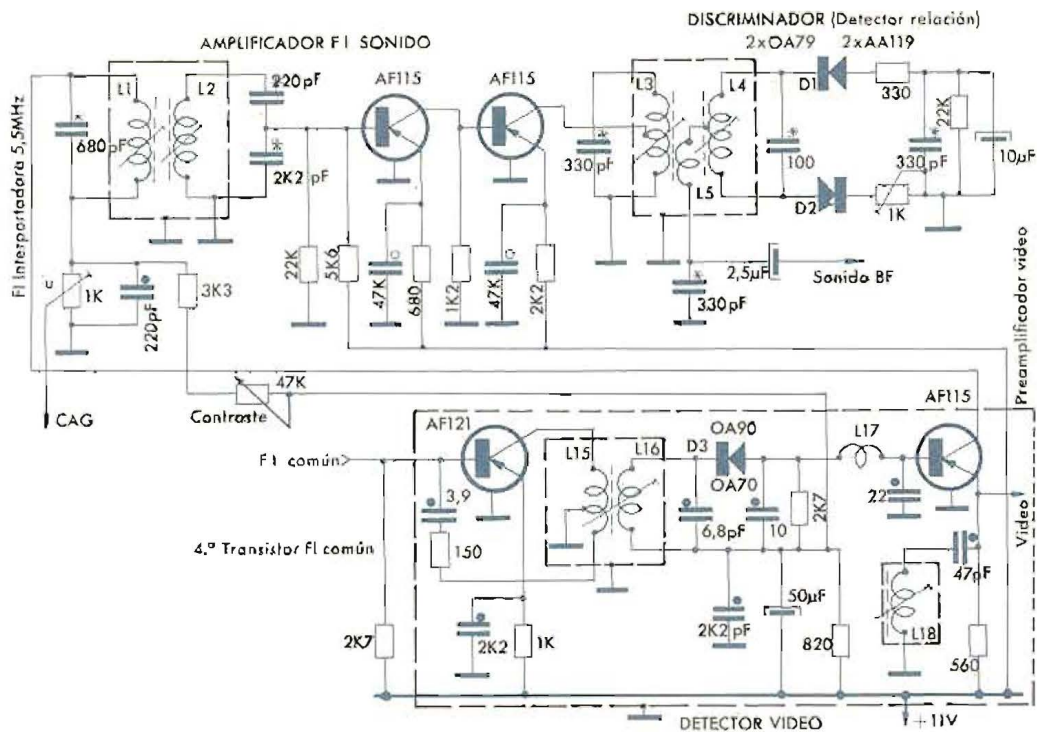 DISCRIMINADOR (Detector relación)
2xOA79 2xAA119
AMPLIFICADOR FI SONIDO
FI Interportadora 5,5MHz
L1
L2
220pF
AF115
AF115
L3
L4
D1
330
22K
680pF
2K2 pF
330pF
L5
100
330pF
10µF
D2
1K
u
1K
220pF
3K3
22K
5K6
47K
680
1K2
47K
2K2
2,5µF
Sonido BF
330pF
47K
Contraste
CAG
Preamplificador video
AF115
AF121
FI común
L15
L16
D3
OA90
OA70
L17
3,9
6,8pF
10
2K7
22
Video
4.º Transistor FI común
150
47pF
50µF
L18
2K7
2K2
1K
2K2 pF
820
560
+11V
DETECTOR VIDEO